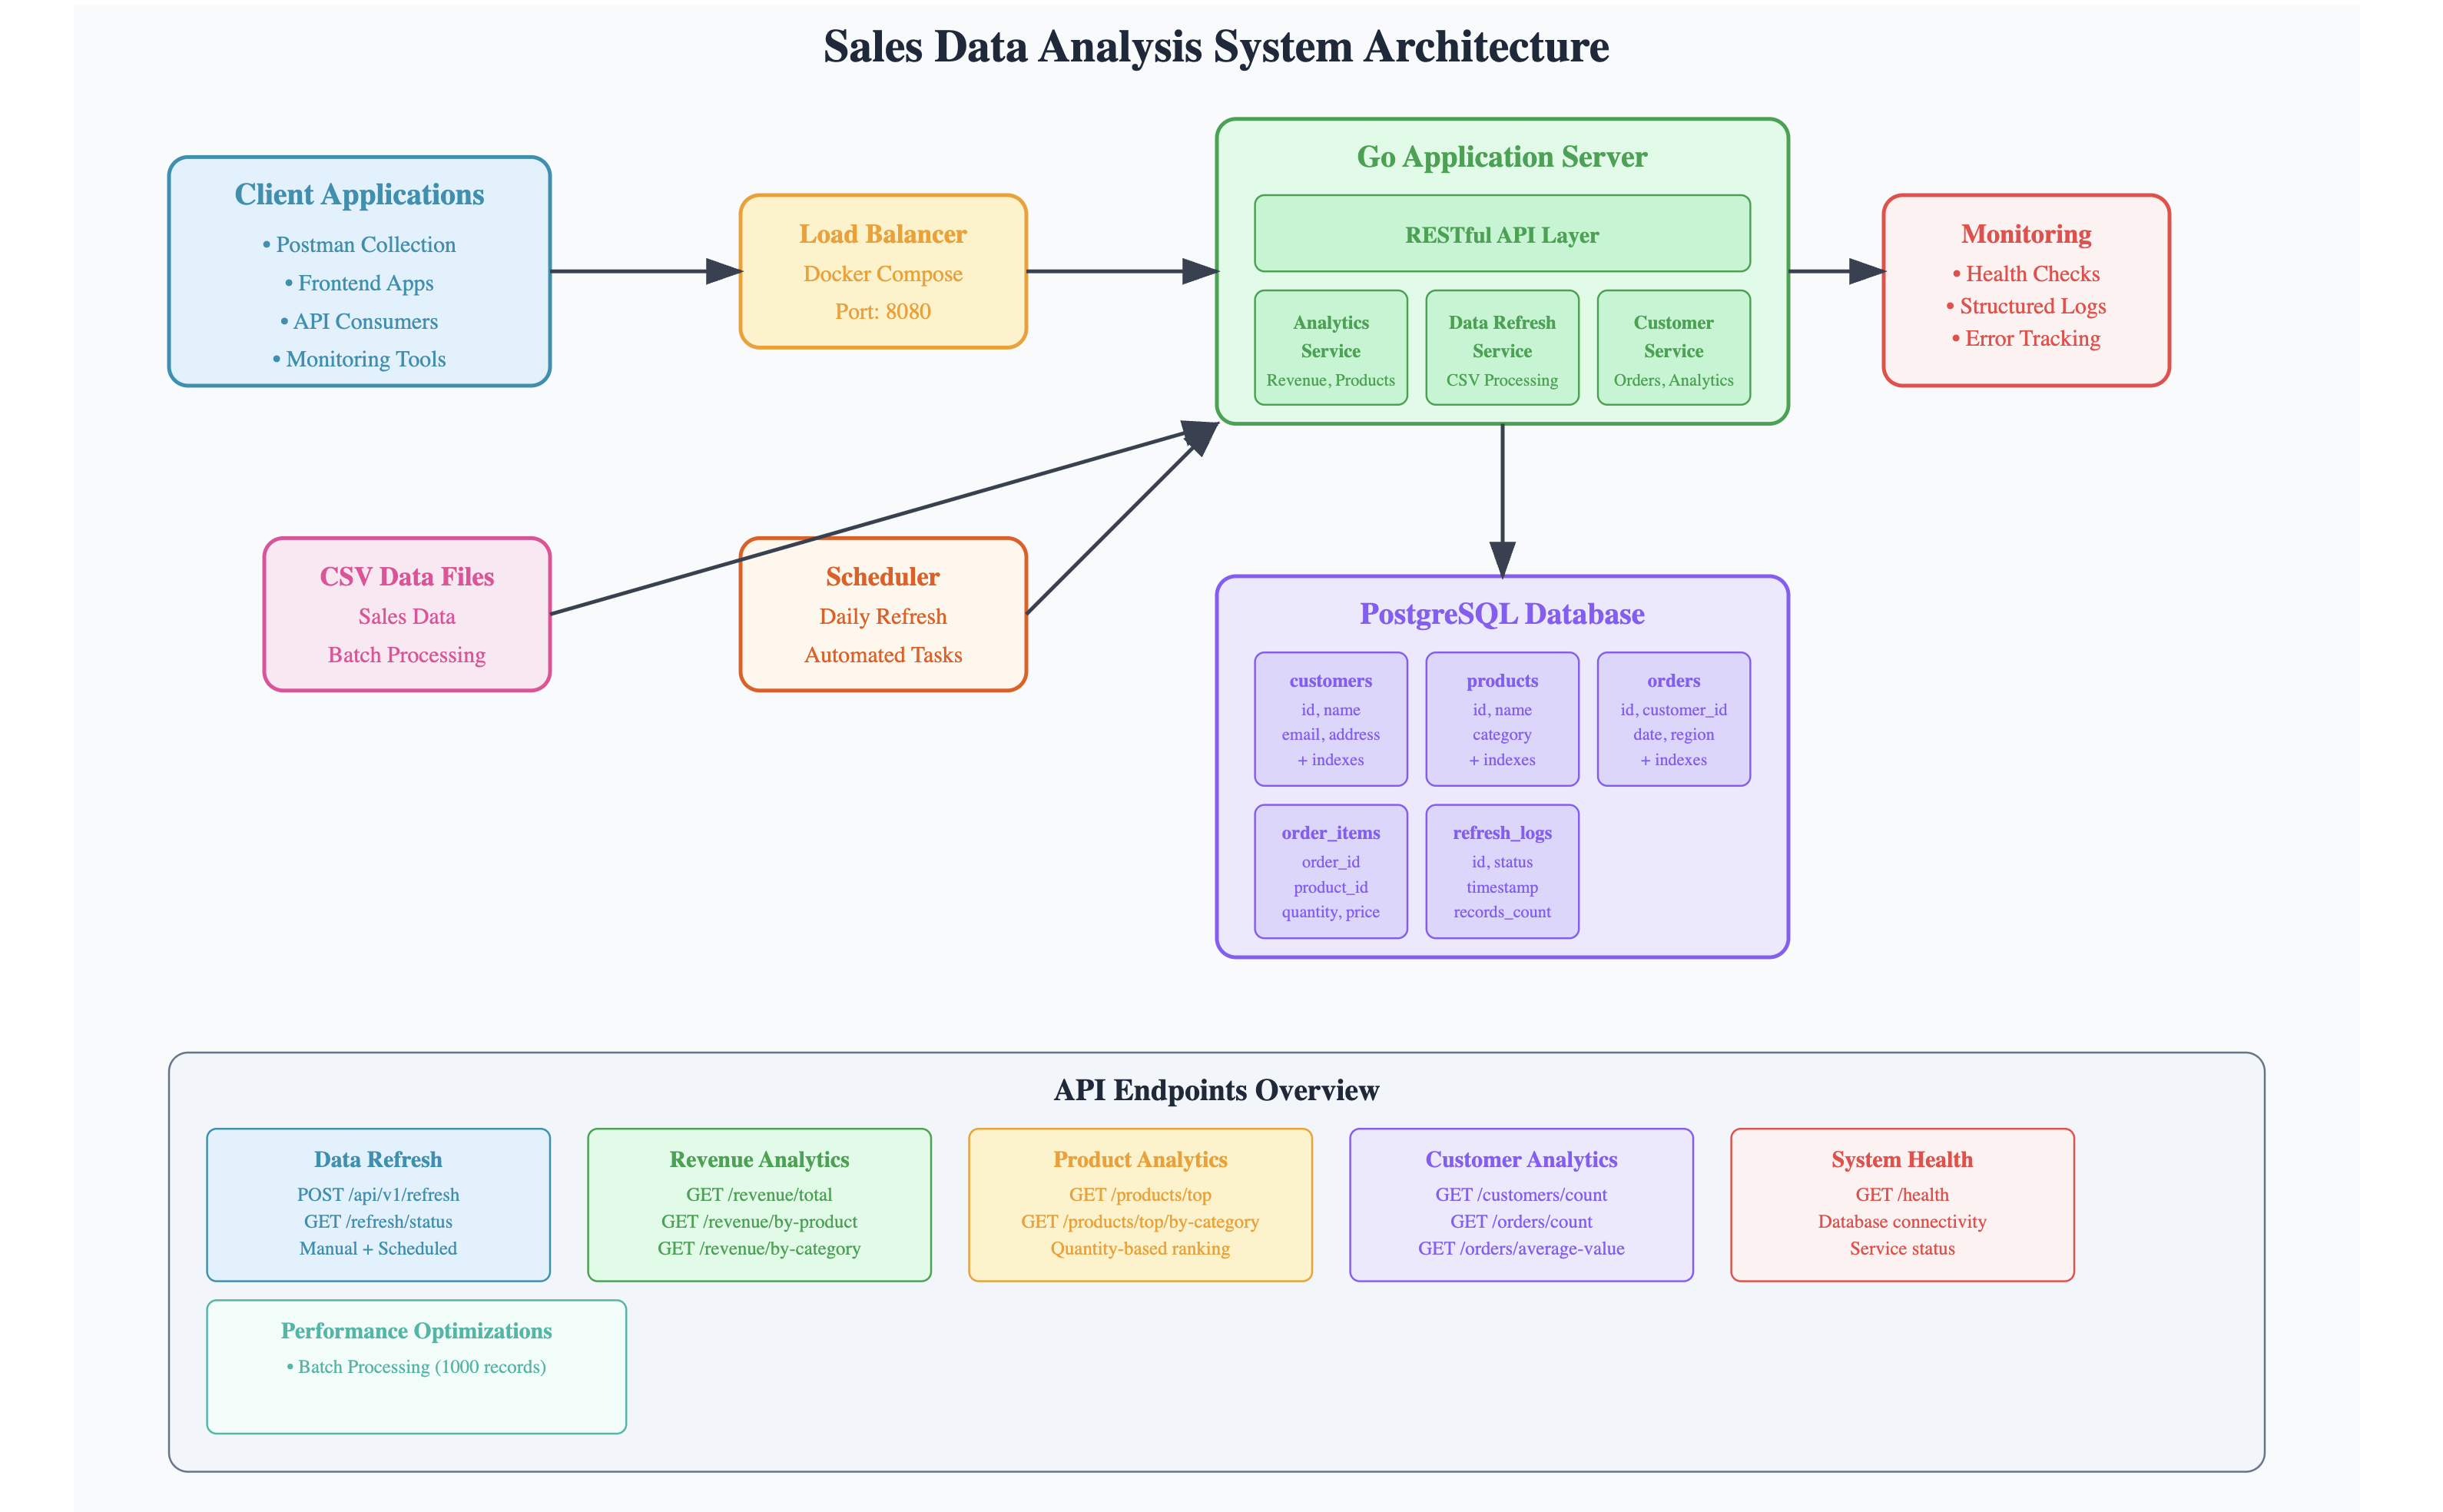 Sales Data Analysis System Architecture
Client Applications
• Postman Collection
• Frontend Apps
• API Consumers
• Monitoring Tools
Load Balancer
Docker Compose
Port: 8080
Go Application Server
RESTful API Layer
Analytics
Service
Revenue, Products
Data Refresh
Service
CSV Processing
Customer
Service
Orders, Analytics
Monitoring
• Health Checks
• Structured Logs
• Error Tracking
CSV Data Files
Sales Data
Batch Processing
Scheduler
Daily Refresh
Automated Tasks
PostgreSQL Database
customers
id, name
email, address
+ indexes
products
id, name
category
+ indexes
orders
id, customer_id
date, region
+ indexes
order_items
order_id
product_id
quantity, price
refresh_logs
id, status
timestamp
records_count
API Endpoints Overview
Data Refresh
POST /api/v1/refresh
GET /refresh/status
Manual + Scheduled
Revenue Analytics
GET /revenue/total
GET /revenue/by-product
GET /revenue/by-category
Product Analytics
GET /products/top
GET /products/top/by-category
Quantity-based ranking
Customer Analytics
GET /customers/count
GET /orders/count
GET /orders/average-value
System Health
GET /health
Database connectivity
Service status
Performance Optimizations
• Batch Processing (1000 records)